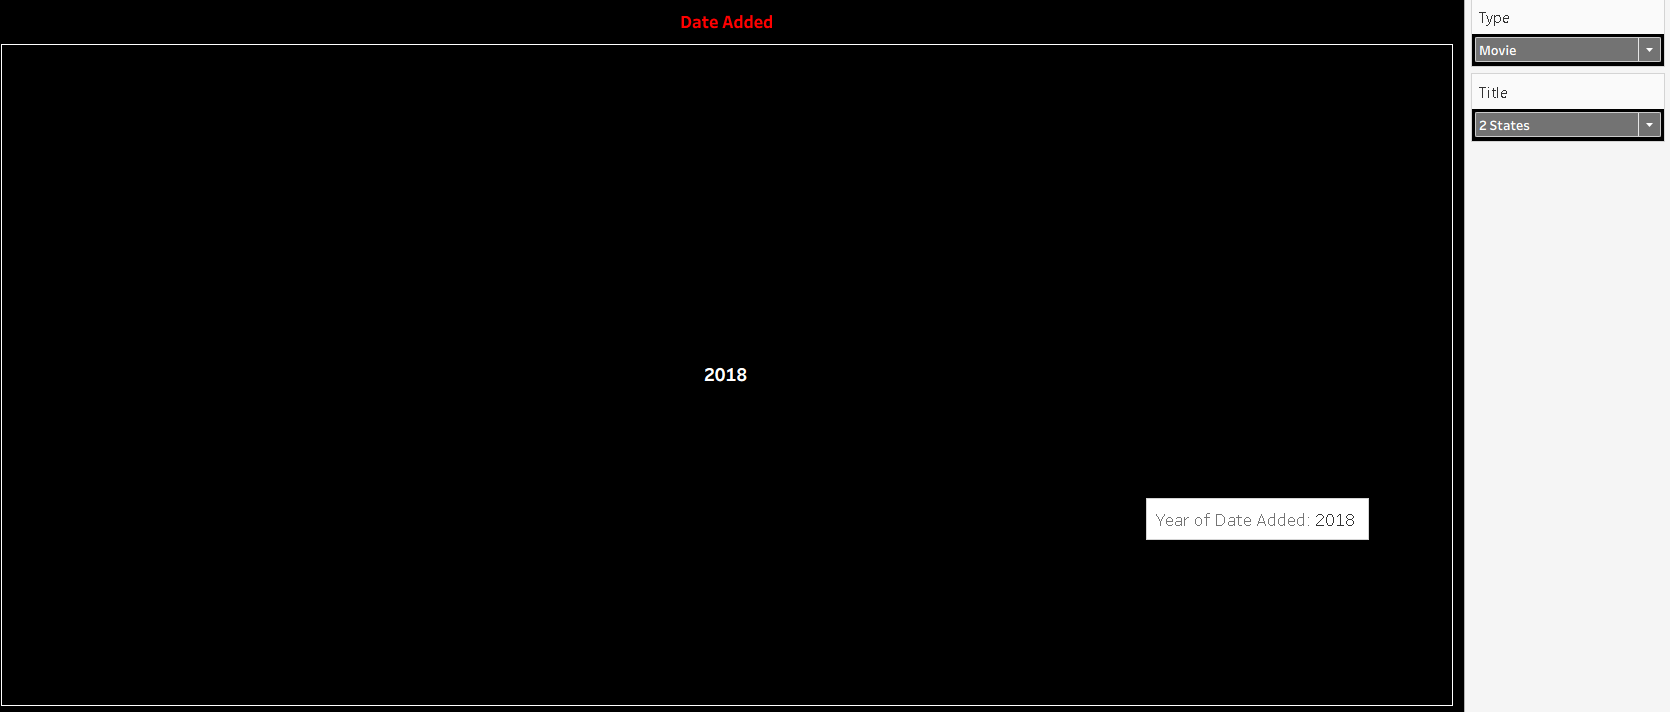 Date Added
2018
Year of Date Added: 2018
Type
Movie
Title
2 States